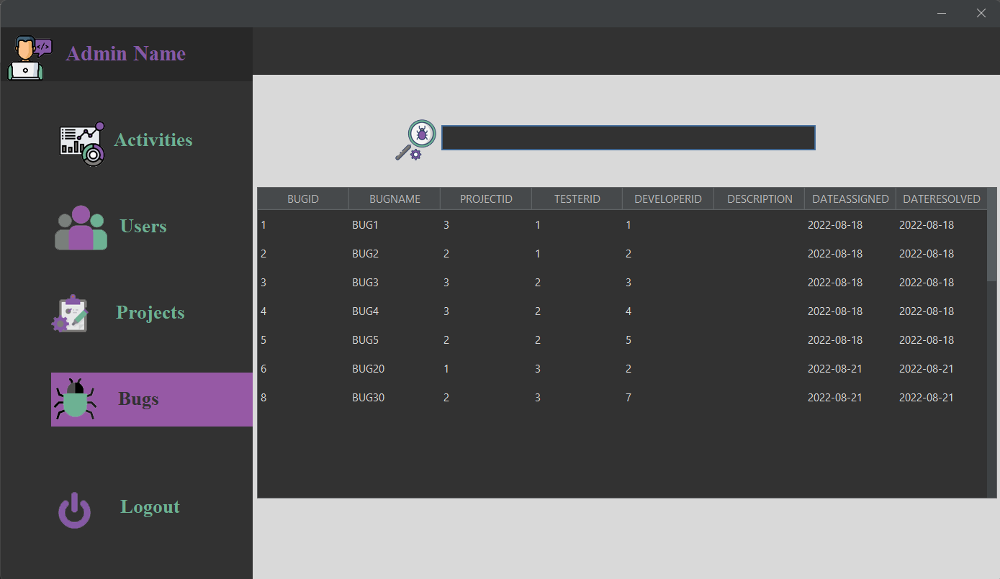 Admin Name
Activities
Users
Projects
Bugs
Logout
BUGID BUGNAME PROJECTID TESTERID DEVELOPERID DESCRIPTION DATEASSIGNED DATERESOLVED
1 BUG1 3 1 1 2022-08-18 2022-08-18
2 BUG2 2 1 2 2022-08-18 2022-08-18
3 BUG3 3 2 3 2022-08-18 2022-08-18
4 BUG4 3 2 4 2022-08-18 2022-08-18
5 BUG5 2 2 5 2022-08-18 2022-08-18
6 BUG20 1 3 2 2022-08-21 2022-08-21
8 BUG30 2 3 7 2022-08-21 2022-08-21